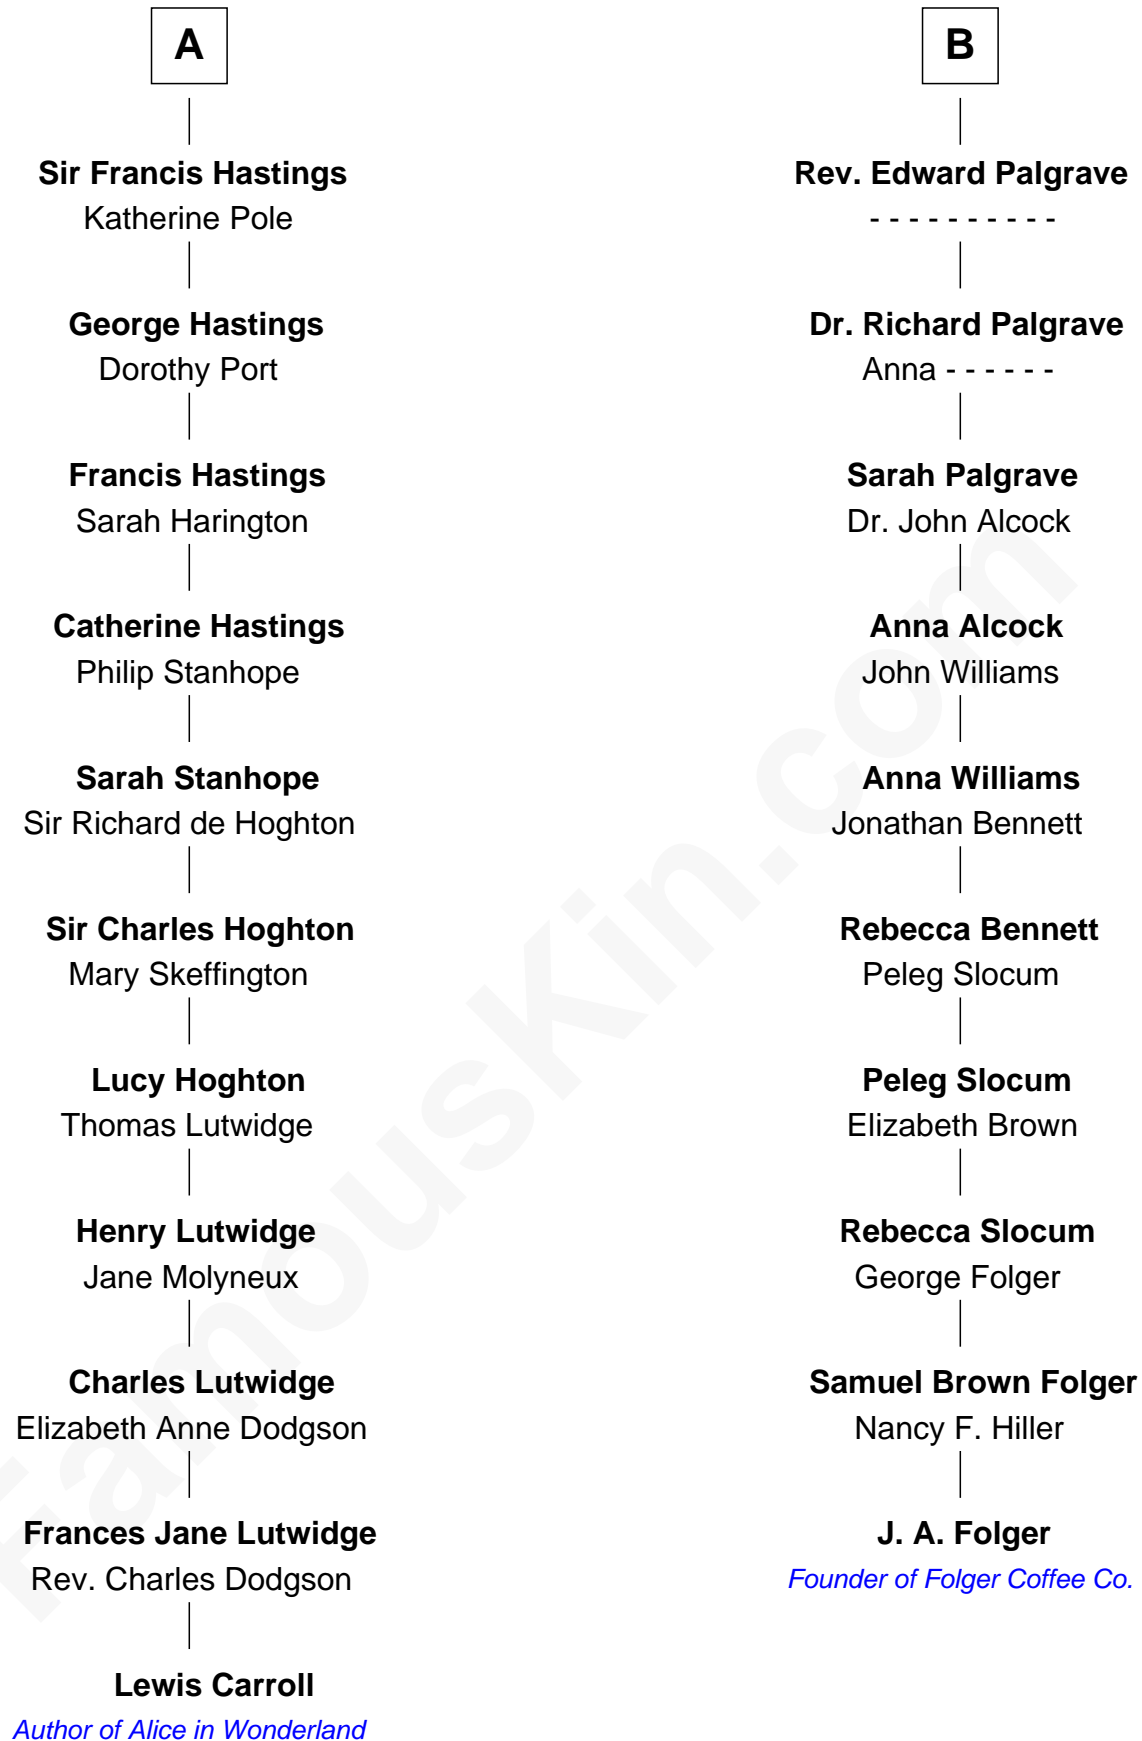 A
Sir Francis Hastings
Katherine Pole
George Hastings
Dorothy Port
Francis Hastings
Sarah Harington
Catherine Hastings
Philip Stanhope
Sarah Stanhope
Sir Richard de Hoghton
Sir Charles Hoghton
Mary Skeffington
Lucy Hoghton
Thomas Lutwidge
Henry Lutwidge
Jane Molyneux
Charles Lutwidge
Elizabeth Anne Dodgson
Frances Jane Lutwidge
Rev. Charles Dodgson
Lewis Carroll
Author of Alice in Wonderland
B
Rev. Edward Palgrave
- - - - - - - - - -
Dr. Richard Palgrave
Anna - - - - - -
Sarah Palgrave
Dr. John Alcock
Anna Alcock
John Williams
Anna Williams
Jonathan Bennett
Rebecca Bennett
Peleg Slocum
Peleg Slocum
Elizabeth Brown
Rebecca Slocum
George Folger
Samuel Brown Folger
Nancy F. Hiller
J. A. Folger
Founder of Folger Coffee Co.
FamousKin.com